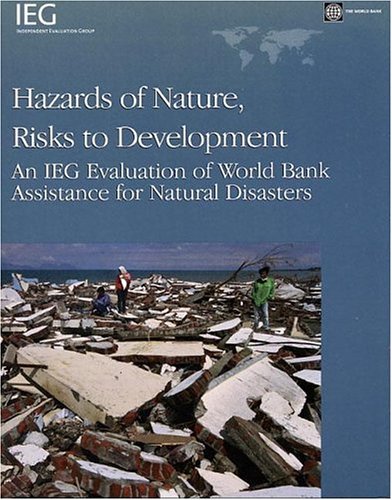 IEG
INDEPENDENT EVALUATION GROUP
THE WORLD BANK
Hazards of Nature,
Risks to Development
An IEG Evaluation of World Bank
Assistance for Natural Disasters